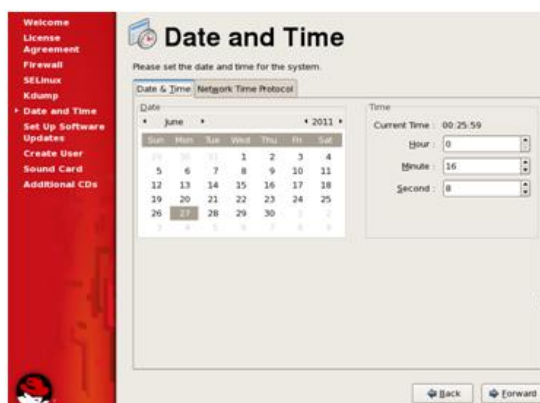 Welcome
License
Agreement
Firewall
SELinux
Kdump
Date and Time
Set Up Software
Updates
Create User
Sound Card
Additional CDs
Date and Time
Please set the date and time for the system.
Date & Time Network Time Protocol
Date
June 2011
Sun Mon Tue Wed Thu Fri Sat
29 30 31 1 2 3 4
5 6 7 8 9 10 11
12 13 14 15 16 17 18
19 20 21 22 23 24 25
26 27 28 29 30 1 2
3 4 5 6 7 8 9
Time
Current Time : 00:25:59
Hour : 0
Minute : 16
Second : 8
Back Forward